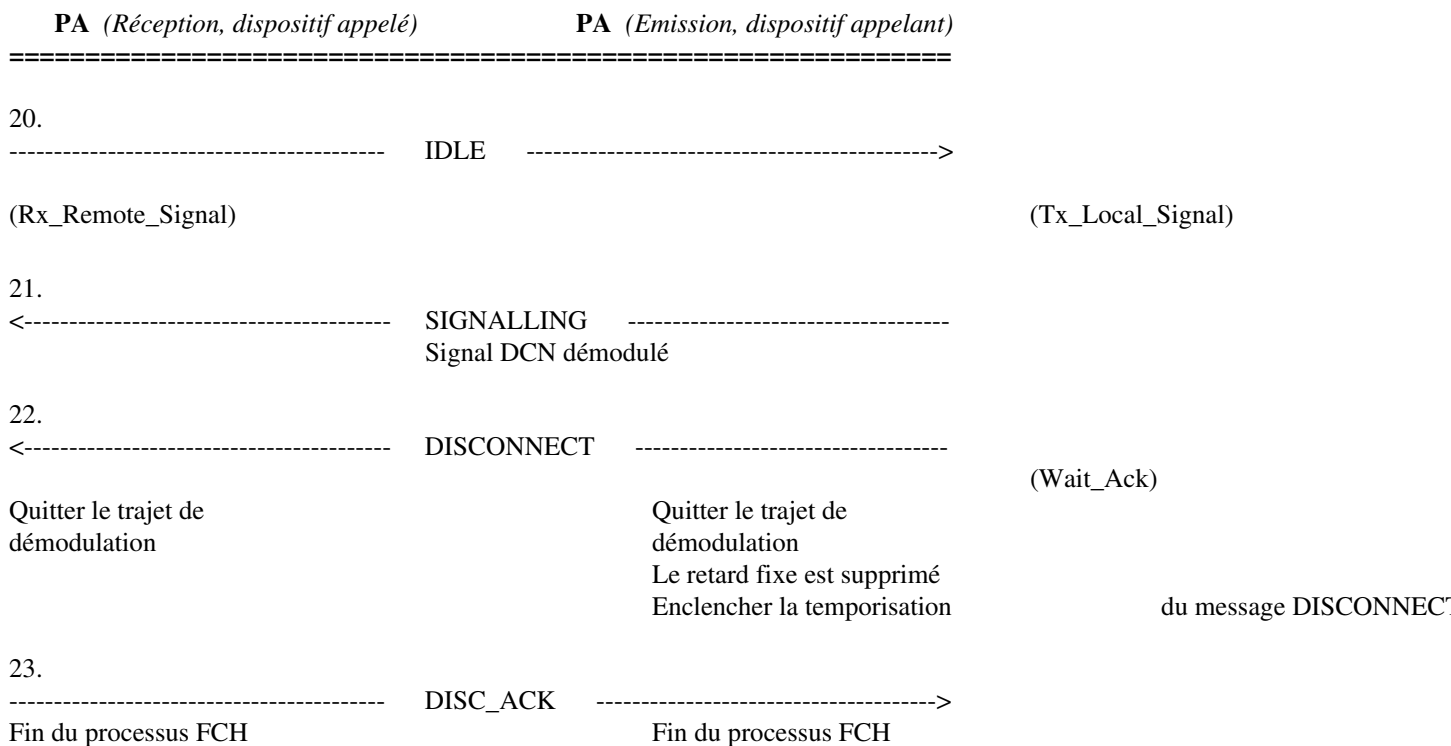 PA (Réception, dispositif appelé) PA (Emission, dispositif appelant)
==============================================================
20.
------------------------------------------ IDLE ---------------------------------------------->
(Rx_Remote_Signal) (Tx_Local_Signal)
21.
<----------------------------------------- SIGNALLING ------------------------------------
Signal DCN démodulé
22.
<----------------------------------------- DISCONNECT -----------------------------------
(Wait_Ack)
Quitter le trajet de Quitter le trajet de
démodulation démodulation
Le retard fixe est supprimé
Enclencher la temporisation du message DISCONNECT
23.
------------------------------------------ DISC_ACK -------------------------------------->
Fin du processus FCH Fin du processus FCH